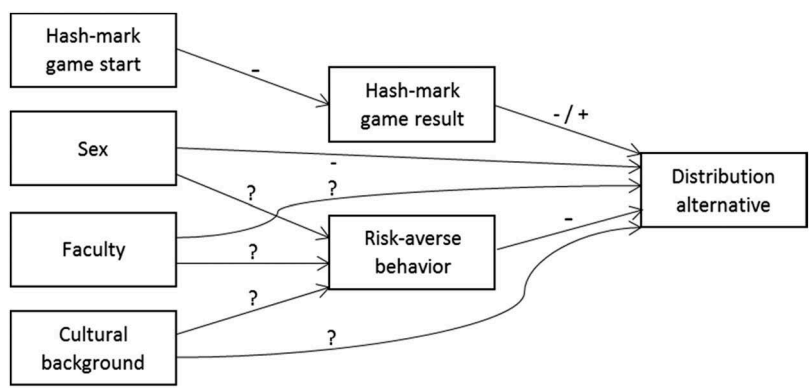 Hash-mark
game start
-
Hash-mark
game result
- / +
Sex
-
?
?
Distribution
alternative
Faculty
?
Risk-averse
behavior
-
?
Cultural
background
?